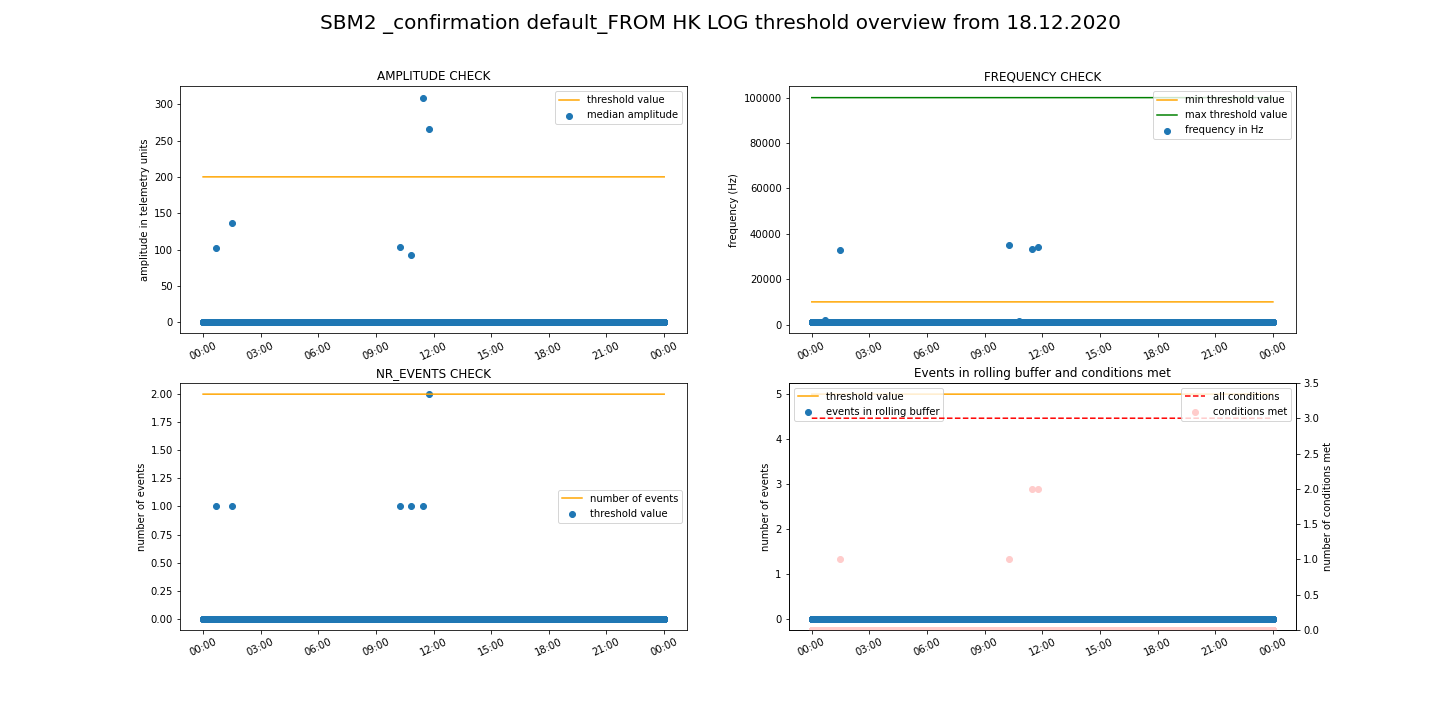 SBM2 _confirmation default_FROM HK LOG threshold overview from 18.12.2020
AMPLITUDE CHECK
amplitude in telemetry units
300
250
200
150
100
50
0
threshold value
median amplitude
00:00 03:00 06:00 09:00 12:00 15:00 18:00 21:00 00:00
FREQUENCY CHECK
frequency (Hz)
100000
80000
60000
40000
20000
0
min threshold value
max threshold value
frequency in Hz
00:00 03:00 06:00 09:00 12:00 15:00 18:00 21:00 00:00
NR_EVENTS CHECK
number of events
2.00
1.75
1.50
1.25
1.00
0.75
0.50
0.25
0.00
number of events
threshold value
00:00 03:00 06:00 09:00 12:00 15:00 18:00 21:00 00:00
Events in rolling buffer and conditions met
number of events
5
4
3
2
1
0
threshold value
events in rolling buffer
all conditions
conditions met
3.5
3.0
2.5
2.0
1.5
1.0
0.5
0.0
number of conditions met
00:00 03:00 06:00 09:00 12:00 15:00 18:00 21:00 00:00